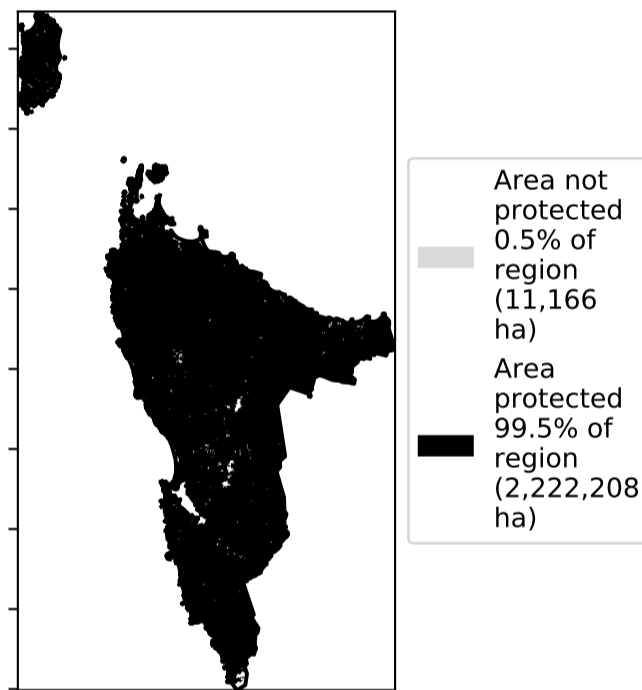 Area not
protected
0.5% of
region
(11,166
ha)
Area
protected
99.5% of
region
(2,222,208
ha)